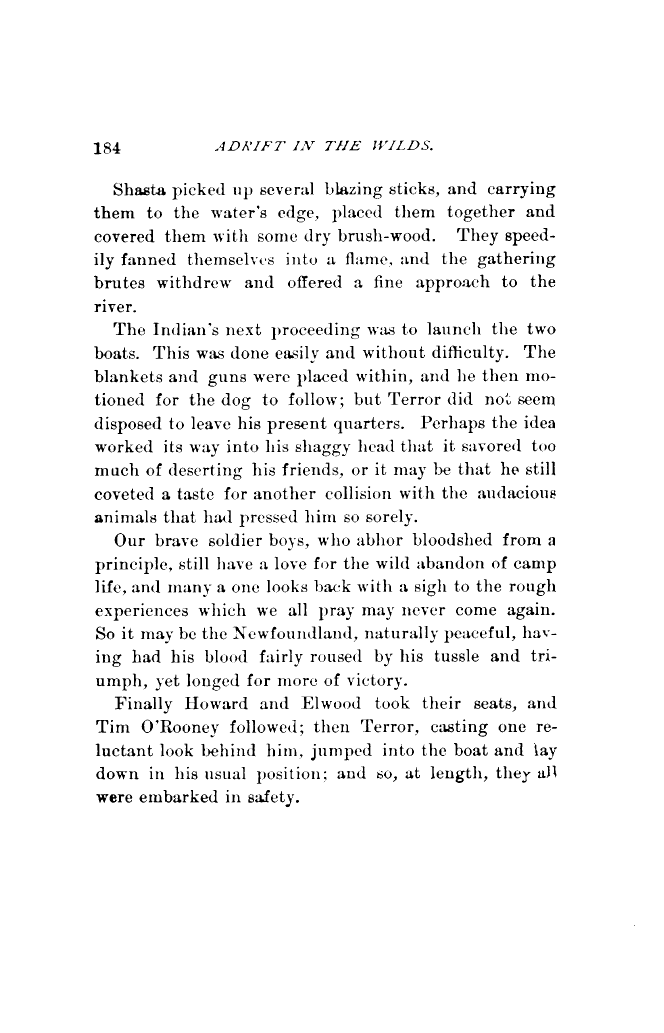 184 ADRIFT IN THE WILDS.
Shasta picked up several blazing sticks, and carrying
them to the water's edge, placed them together and
covered them with some dry brush-wood. They speed-
ily fanned themselves into a flame, and the gathering
brutes withdrew and offered a fine approach to the
river.
The Indian's next proceeding was to launch the two
boats. This was done easily and without difficulty. The
blankets and guns were placed within, and he then mo-
tioned for the dog to follow; but Terror did not seem
disposed to leave his present quarters. Perhaps the idea
worked its way into his shaggy head that it savored too
much of deserting his friends, or it may be that he still
coveted a taste for another collision with the audacious
animals that had pressed him so sorely.
Our brave soldier boys, who abhor bloodshed from a
principle, still have a love for the wild abandon of camp
life, and many a one looks back with a sigh to the rough
experiences which we all pray may never come again.
So it may be the Newfoundland, naturally peaceful, hav-
ing had his blood fairly roused by his tussle and tri-
umph, yet longed for more of victory.
Finally Howard and Elwood took their seats, and
Tim O'Rooney followed; then Terror, casting one re-
luctant look behind him, jumped into the boat and lay
down in his usual position; and so, at length, they all
were embarked in safety.